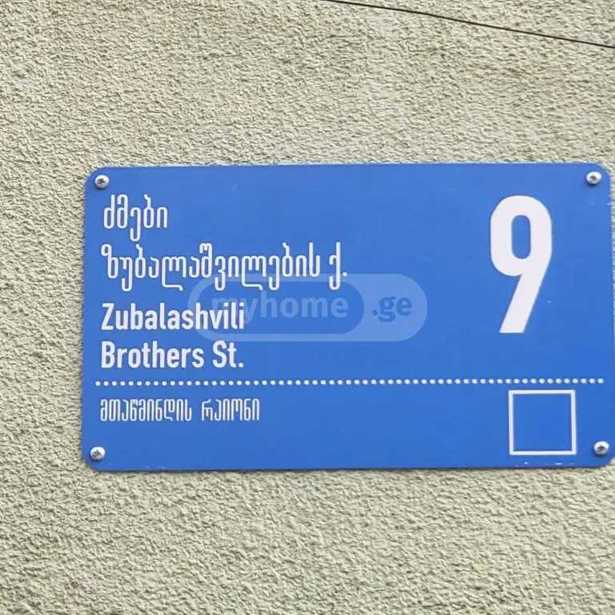 ძმები
ზუბალაშვილების ქ.
Zubalashvili
Brothers St.
9
მთაწმინდის რაიონი
myhome.ge